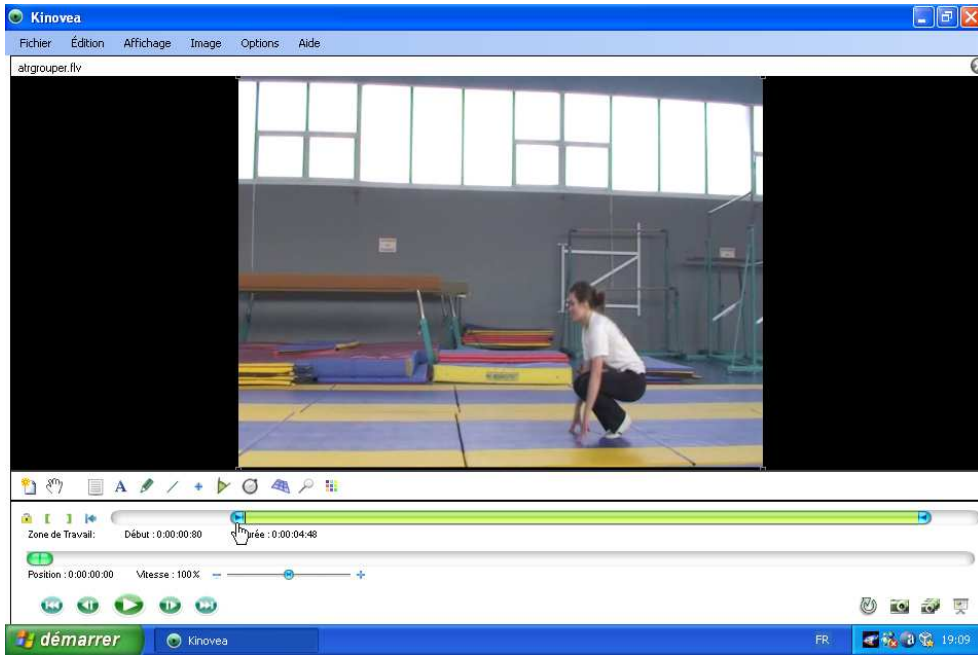 Kinovea
Fichier Édition Affichage Image Options Aide
atrgrouper.flv
A
Zone de Travail: Début : 0:00:00:80 urée : 0:00:04:48
Position : 0:00:00:00 Vitesse : 100%
démarrer Kinovea FR 19:09